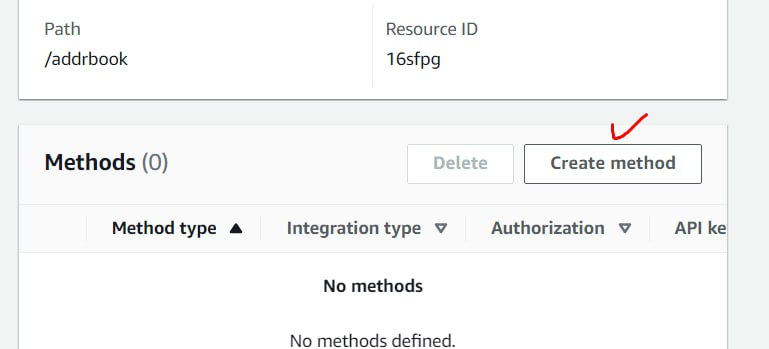 Path
Resource ID
/addrbook
16sfpg
Methods (0)
Delete
Create method
Method type
Integration type
Authorization
API ke
No methods
No methods defined.